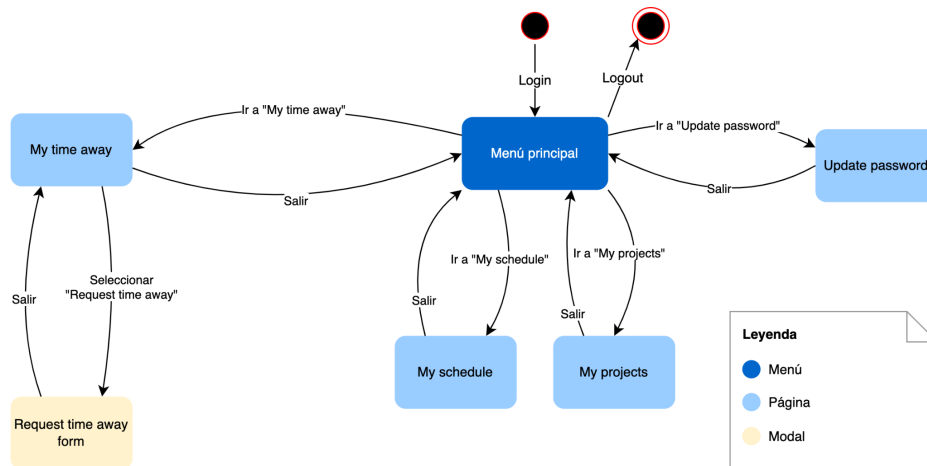 Login
Logout
Ir a "My time away"
Ir a "Update password"
My time away
Menú principal
Update password
Salir
Salir
Ir a "My schedule"
Ir a "My projects"
Seleccionar
"Request time away"
Salir
Salir
Salir
My schedule
My projects
Request time away
form
Leyenda
Menú
Página
Modal